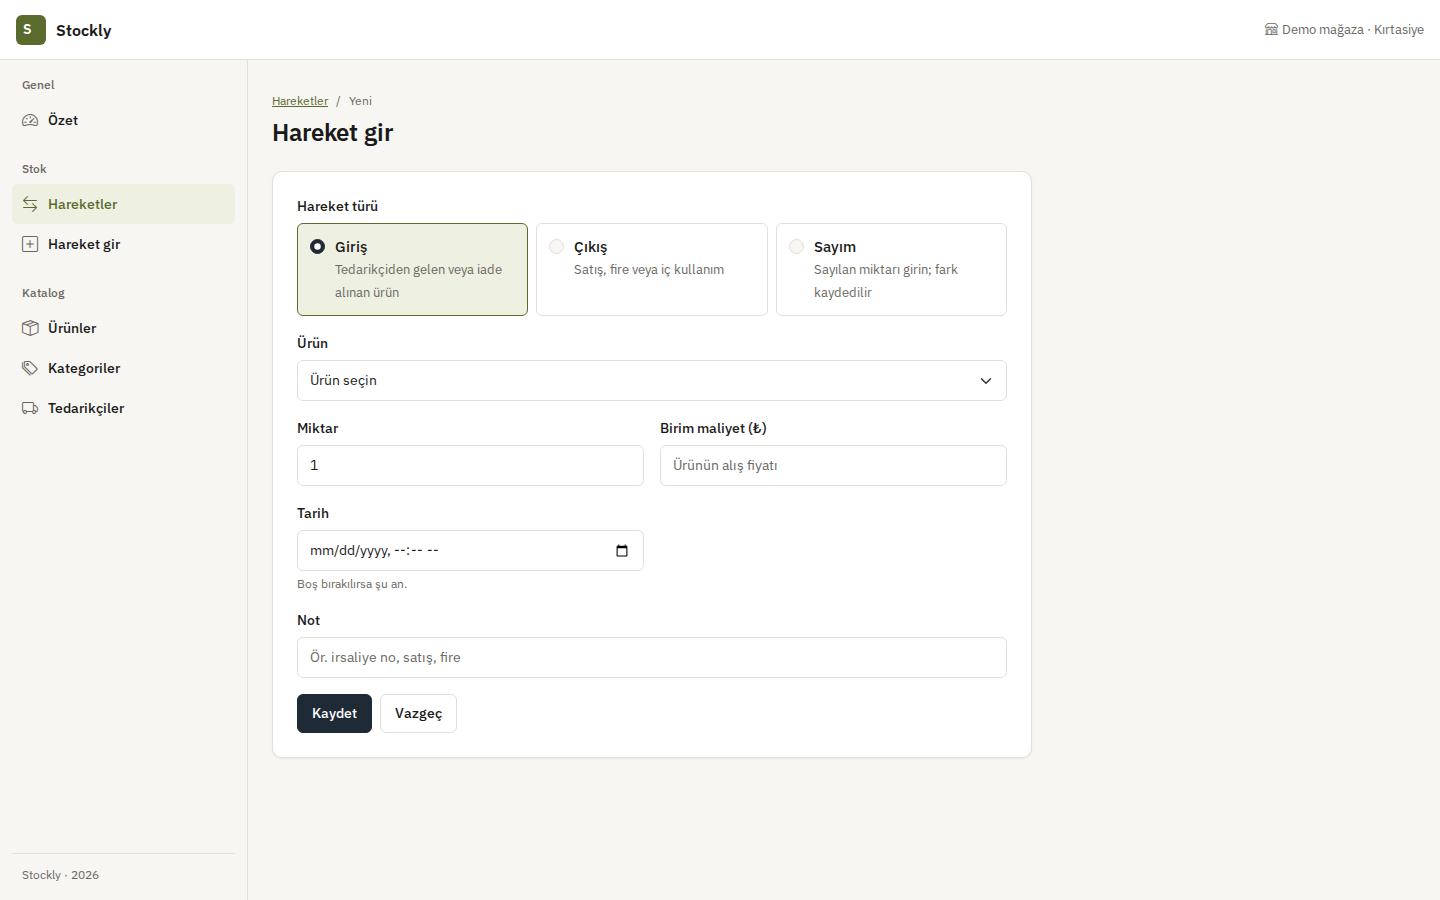 S Stockly
Demo mağaza · Kırtasiye
Genel
Özet
Stok
Hareketler
Hareket gir
Katalog
Ürünler
Kategoriler
Tedarikçiler
Stockly · 2026
Hareketler / Yeni
Hareket gir
Hareket türü
Giriş
Tedarikçiden gelen veya iade
alınan ürün
Çıkış
Satış, fire veya iç kullanım
Sayım
Sayılan miktarı girin; fark
kaydedilir
Ürün
Ürün seçin
Miktar
1
Birim maliyet (₺)
Ürünün alış fiyatı
Tarih
mm/dd/yyyy, --:-- --
Boş bırakılırsa şu an.
Not
Ör. irsaliye no, satış, fire
Kaydet
Vazgeç